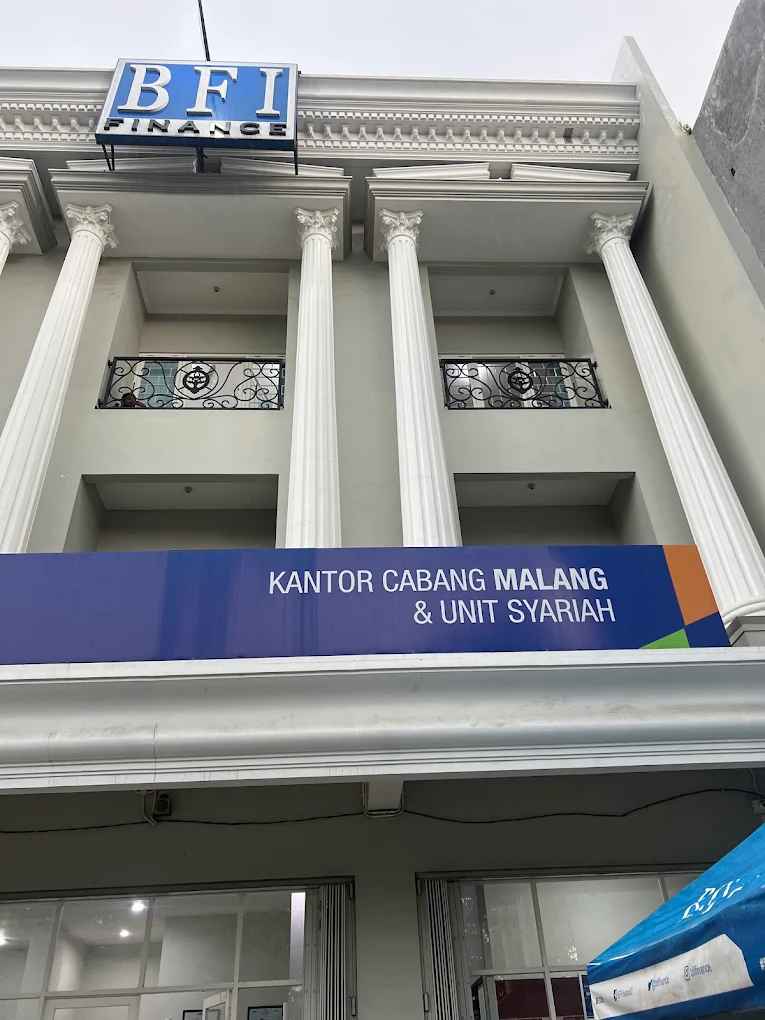 BFI
FINANCE
KANTOR CABANG MALANG
& UNIT SYARIAH